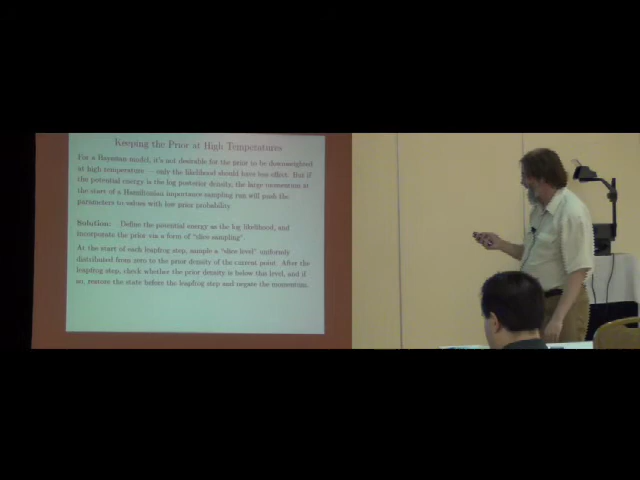 Keeping the Prior at High Temperatures
For a Bayesian model, it's not desirable for the prior to be downweighted
at high temperature — only the likelihood should have less effect. But if
the potential energy is the log posterior density, the large momentum at
the start of a Hamiltonian importance sampling run will push the
parameters to values with low prior probability.
Solution: Define the potential energy as the log likelihood, and
incorporate the prior via a form of "slice sampling".
At the start of each leapfrog step, sample a "slice level" uniformly
distributed from zero to the prior density of the current point. After the
leapfrog step, check whether the prior density is below this level, and if
so, restore the state before the leapfrog step and negate the momentum.